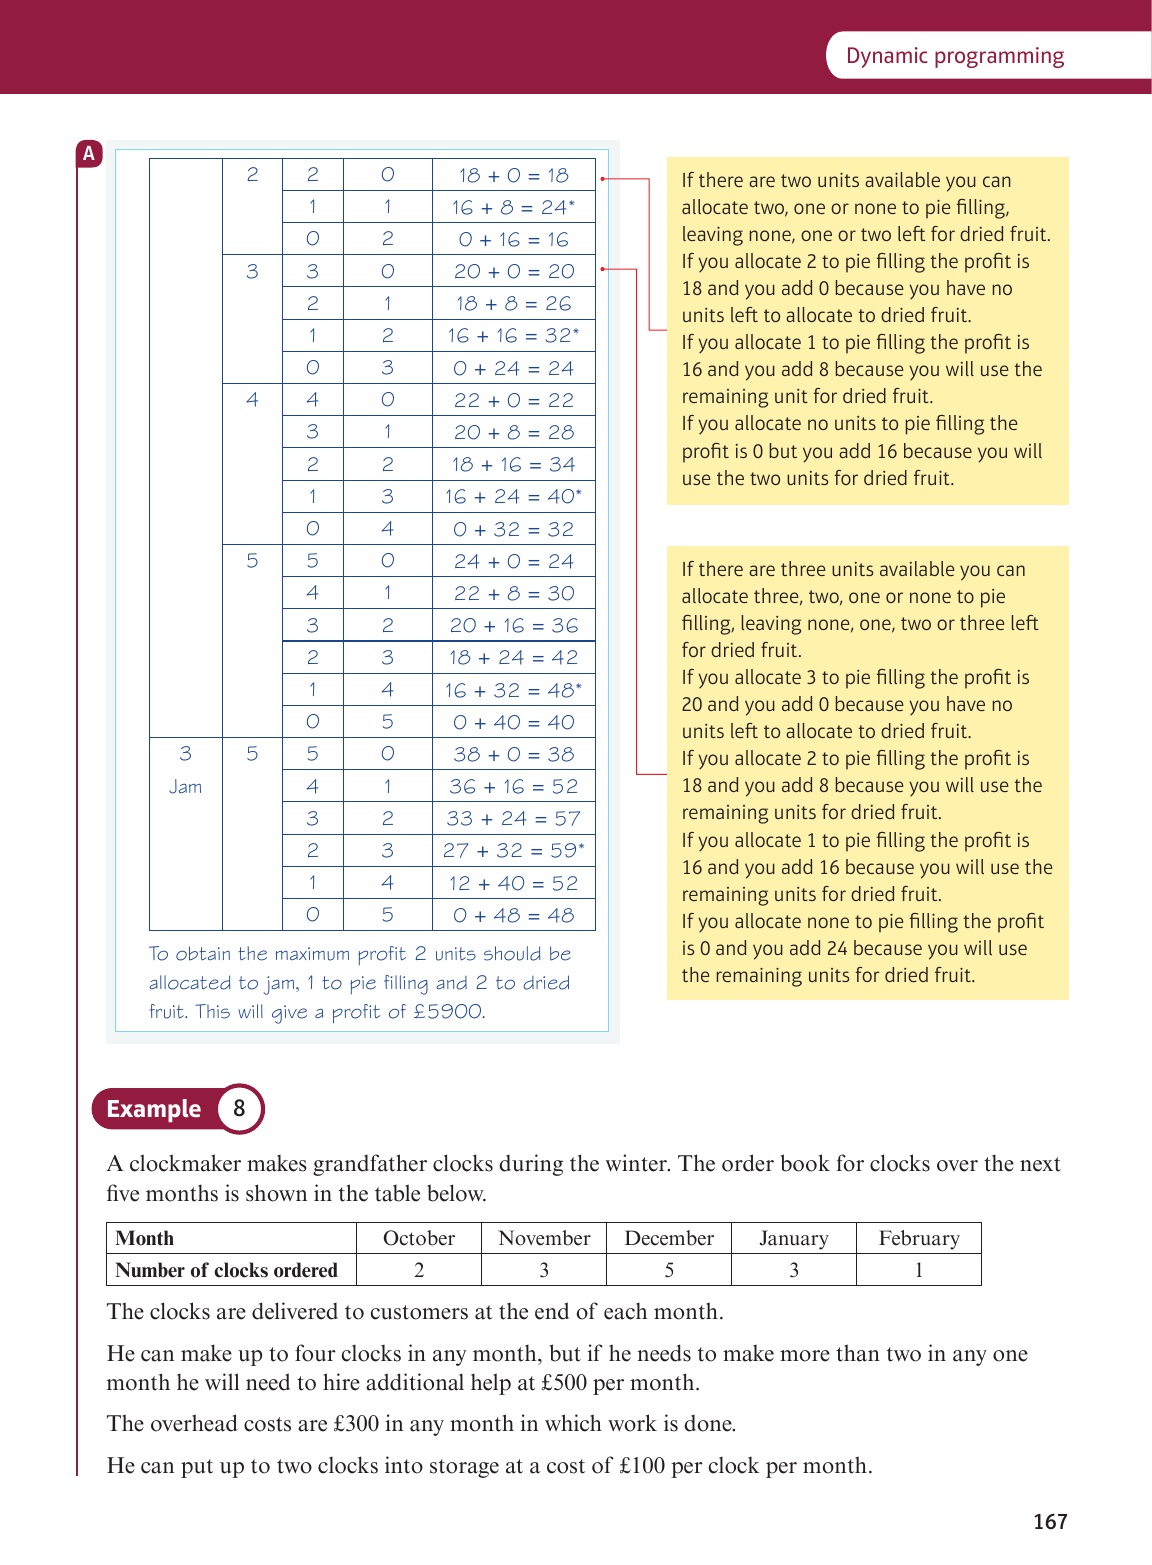 Dynamic programming
A
2 2 0 18 + 0 = 18
1 1 16 + 8 = 24*
0 2 0 + 16 = 16
3 3 0 20 + 0 = 20
2 1 18 + 8 = 26
1 2 16 + 16 = 32*
0 3 0 + 24 = 24
4 4 0 22 + 0 = 22
3 1 20 + 8 = 28
2 2 18 + 16 = 34
1 3 16 + 24 = 40*
0 4 0 + 32 = 32
5 5 0 24 + 0 = 24
4 1 22 + 8 = 30
3 2 20 + 16 = 36
2 3 18 + 24 = 42
1 4 16 + 32 = 48*
0 5 0 + 40 = 40
3 5 5 0 38 + 0 = 38
Jam 4 1 36 + 16 = 52
3 2 33 + 24 = 57
2 3 27 + 32 = 59*
1 4 12 + 40 = 52
0 5 0 + 48 = 48
To obtain the maximum profit 2 units should be
allocated to jam, 1 to pie filling and 2 to dried
fruit. This will give a profit of £5900.
If there are two units available you can
allocate two, one or none to pie filling,
leaving none, one or two left for dried fruit.
If you allocate 2 to pie filling the profit is
18 and you add 0 because you have no
units left to allocate to dried fruit.
If you allocate 1 to pie filling the profit is
16 and you add 8 because you will use the
remaining unit for dried fruit.
If you allocate no units to pie filling the
profit is 0 but you add 16 because you will
use the two units for dried fruit.
If there are three units available you can
allocate three, two, one or none to pie
filling, leaving none, one, two or three left
for dried fruit.
If you allocate 3 to pie filling the profit is
20 and you add 0 because you have no
units left to allocate to dried fruit.
If you allocate 2 to pie filling the profit is
18 and you add 8 because you will use the
remaining units for dried fruit.
If you allocate 1 to pie filling the profit is
16 and you add 16 because you will use the
remaining units for dried fruit.
If you allocate none to pie filling the profit
is 0 and you add 24 because you will use
the remaining units for dried fruit.
Example 8
A clockmaker makes grandfather clocks during the winter. The order book for clocks over the next
five months is shown in the table below.
Month October November December January February
Number of clocks ordered 2 3 5 3 1
The clocks are delivered to customers at the end of each month.
He can make up to four clocks in any month, but if he needs to make more than two in any one
month he will need to hire additional help at £500 per month.
The overhead costs are £300 in any month in which work is done.
He can put up to two clocks into storage at a cost of £100 per clock per month.
167